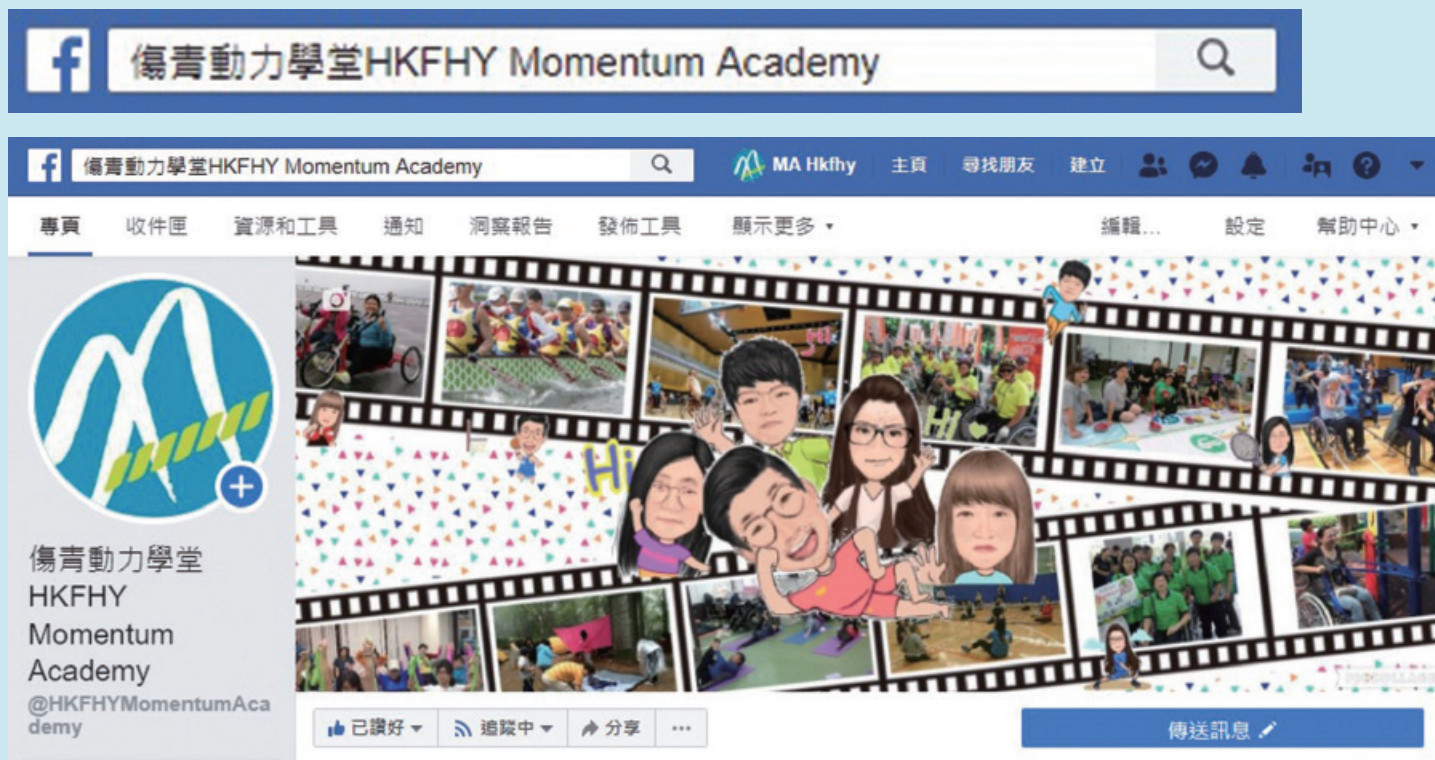 傷青動力學堂HKFHY Momentum Academy
傷青動力學堂HKFHY Momentum Academy
MA Hkfhy 主頁 尋找朋友 建立
專頁 收件匣 資源和工具 通知 洞察報告 發佈工具 顯示更多 編輯... 設定 幫助中心
Hi
Hi
Hi
傷青動力學堂
HKFHY
Momentum
Academy
@HKFHYMomentumAca
demy
PICCOLLAGE
已讚好 追蹤中 分享 ...
傳送訊息